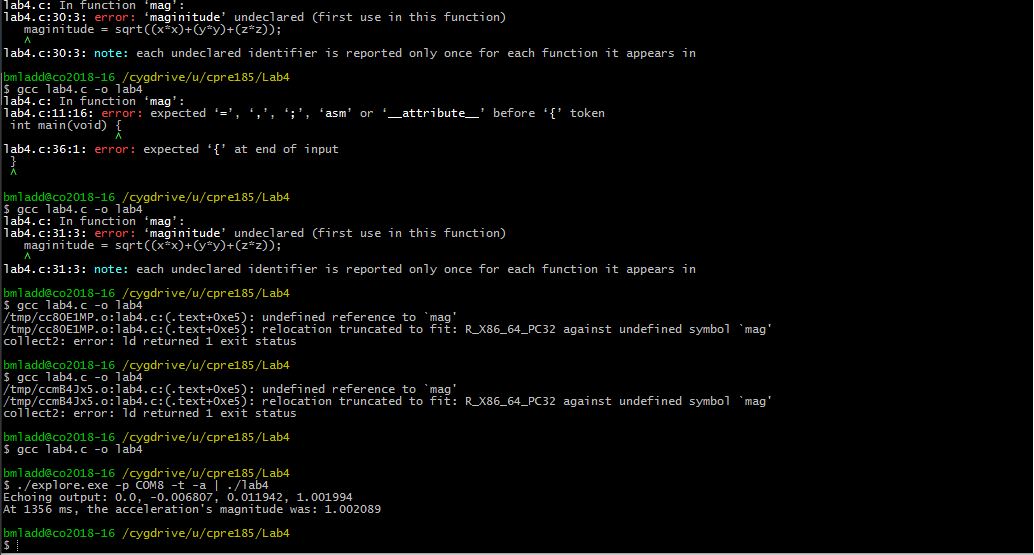 lab4.c: In function ‘mag’:
lab4.c:30:3: error: ‘maginitude’ undeclared (first use in this function)
maginitude = sqrt((x*x)+(y*y)+(z*z));
^
lab4.c:30:3: note: each undeclared identifier is reported only once for each function it appears in
bmladd@co2018-16 /cygdrive/u/cpre185/Lab4
$ gcc lab4.c -o lab4
lab4.c: In function ‘mag’:
lab4.c:11:16: error: expected ‘=’, ‘,’, ‘;’, ‘asm’ or ‘__attribute__’ before ‘{’ token
int main(void) {
^
lab4.c:36:1: error: expected ‘{’ at end of input
}
^
bmladd@co2018-16 /cygdrive/u/cpre185/Lab4
$ gcc lab4.c -o lab4
lab4.c: In function ‘mag’:
lab4.c:31:3: error: ‘maginitude’ undeclared (first use in this function)
maginitude = sqrt((x*x)+(y*y)+(z*z));
^
lab4.c:31:3: note: each undeclared identifier is reported only once for each function it appears in
bmladd@co2018-16 /cygdrive/u/cpre185/Lab4
$ gcc lab4.c -o lab4
/tmp/cc8OE1MP.o:lab4.c:(.text+0xe5): undefined reference to `mag'
/tmp/cc8OE1MP.o:lab4.c:(.text+0xe5): relocation truncated to fit: R_X86_64_PC32 against undefined symbol `mag'
collect2: error: ld returned 1 exit status
bmladd@co2018-16 /cygdrive/u/cpre185/Lab4
$ gcc lab4.c -o lab4
/tmp/ccmB4Jx5.o:lab4.c:(.text+0xe5): undefined reference to `mag'
/tmp/ccmB4Jx5.o:lab4.c:(.text+0xe5): relocation truncated to fit: R_X86_64_PC32 against undefined symbol `mag'
collect2: error: ld returned 1 exit status
bmladd@co2018-16 /cygdrive/u/cpre185/Lab4
$ gcc lab4.c -o lab4
bmladd@co2018-16 /cygdrive/u/cpre185/Lab4
$ ./explore.exe -p COM8 -t -a | ./lab4
Echoing output: 0.0, -0.006807, 0.011942, 1.001994
At 1356 ms, the acceleration's magnitude was: 1.002089
bmladd@co2018-16 /cygdrive/u/cpre185/Lab4
$